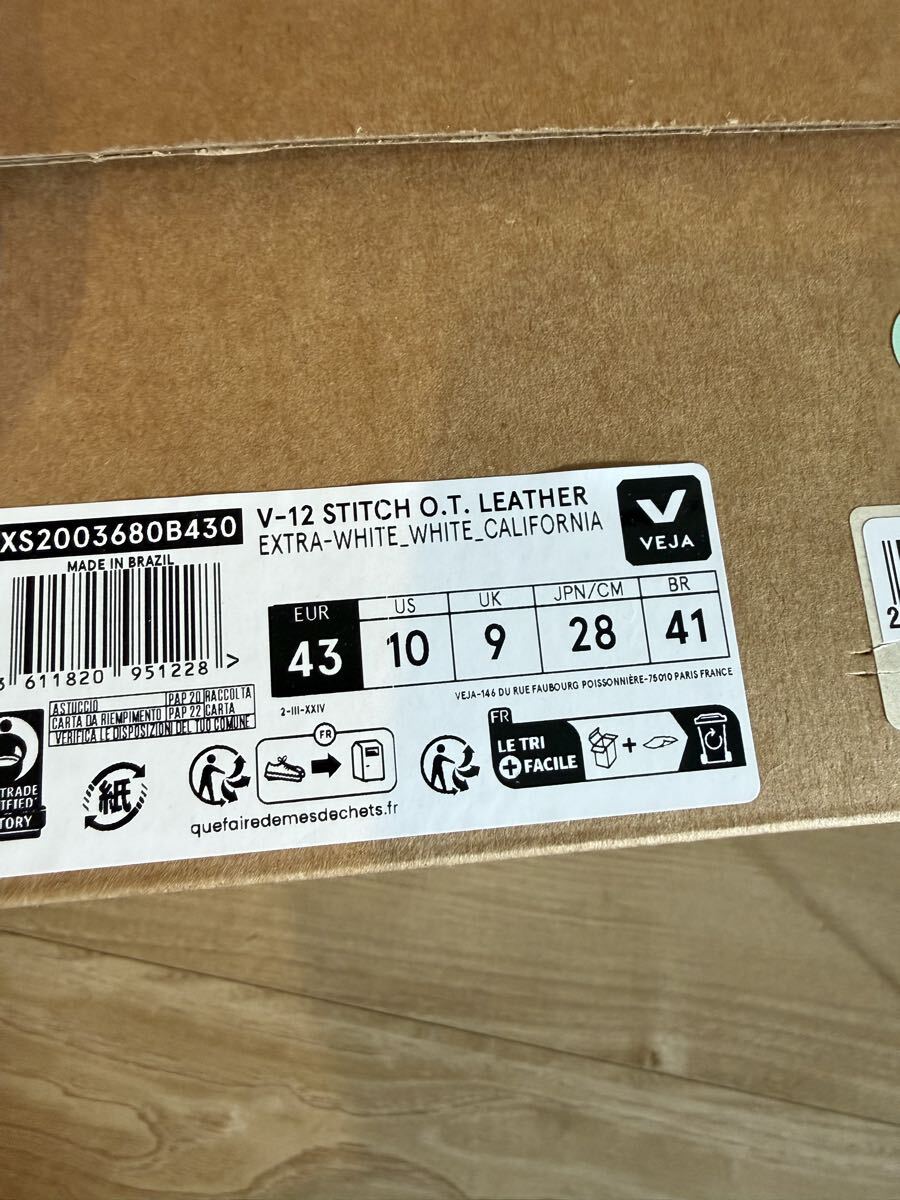 XS2003680B430
V-12 STITCH O.T. LEATHER
EXTRA-WHITE_WHITE_CALIFORNIA
VEJA
MADE IN BRAZIL
611820 951228 >
EUR US UK JPN/CM BR
43 10 9 28 41
VEJA-146 DU RUE FAUBOURG POISSONNIÈRE-75010 PARIS FRANCE
2-III-XXIV
ASTUCCIO PAP 20 RACCOLTA
CARTA DA RIEMPIMENTO PAP 22 CARTA
VERIFICA LE DISPOSIZIONI DEL TUO COMUNE
TRADE
紙
FR
quefairedemesdechets.fr
FR
LE TRI
+ FACILE
+
2